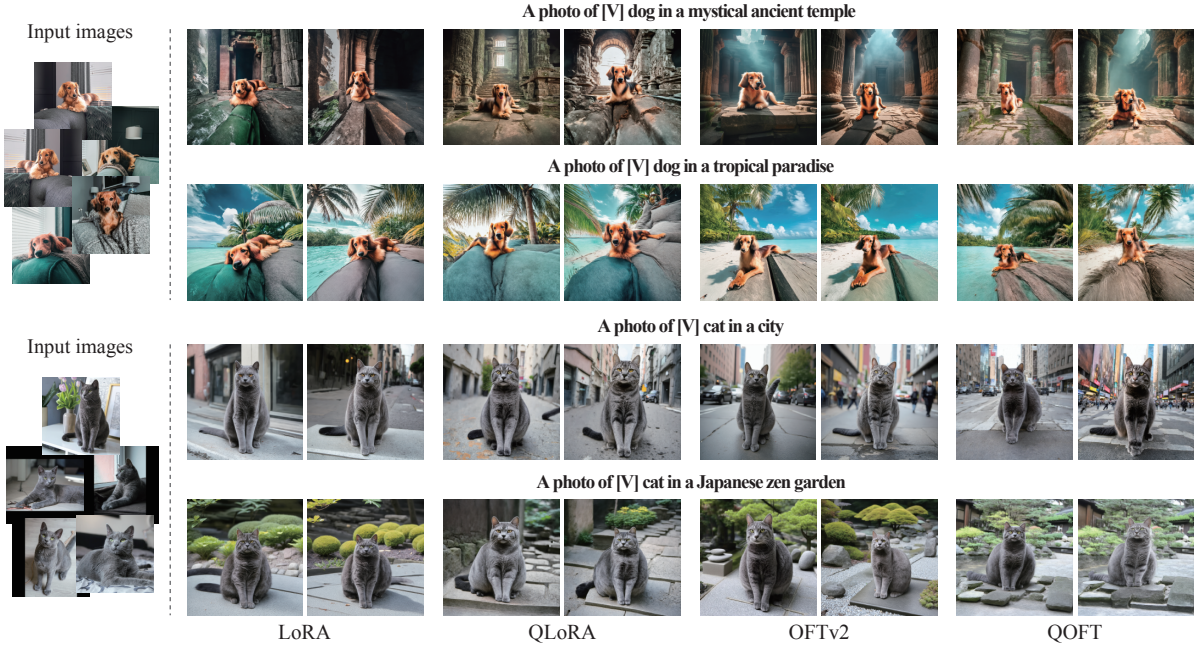 A photo of [V] dog in a mystical ancient temple
Input images
A photo of [V] dog in a tropical paradise
A photo of [V] cat in a city
Input images
A photo of [V] cat in a Japanese zen garden
LoRA QLoRA OFTv2 QOFT